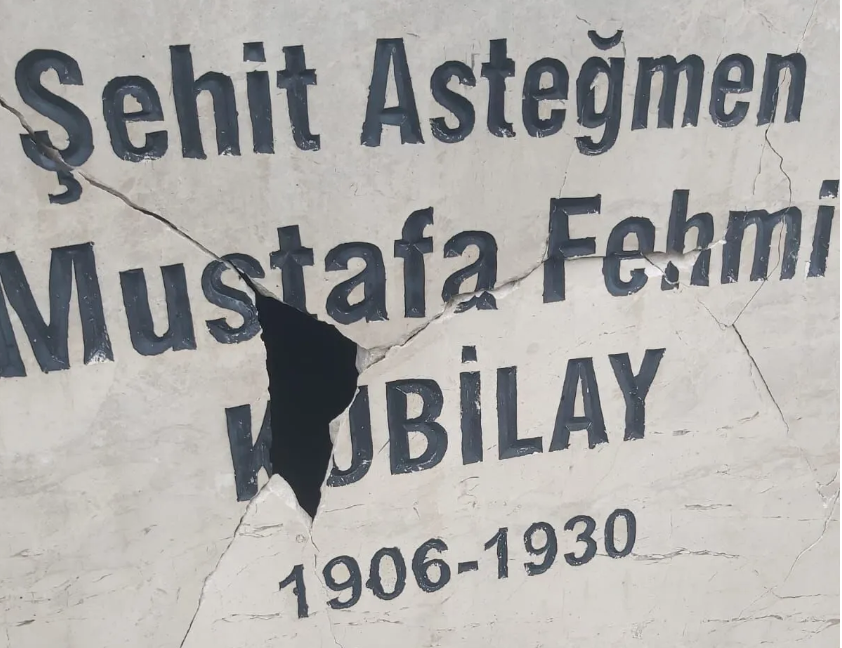 Şehit Asteğmen
Mustafa Fehmi
KUBİLAY
1906-1930